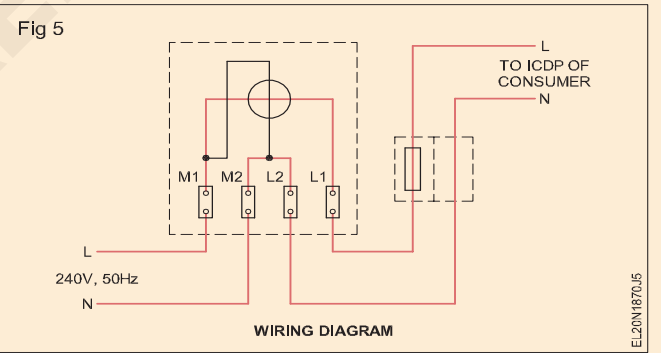 Fig 5
L
TO ICDP OF
CONSUMER
N
M1 M2 L2 L1
L
240V, 50Hz
N
WIRING DIAGRAM
EL20N1870J5